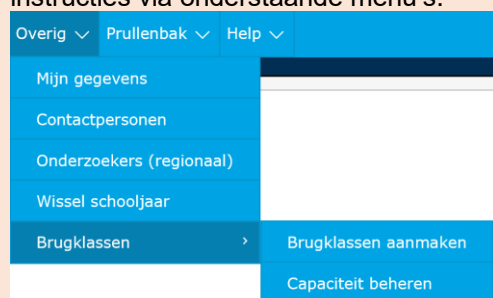 instructies via onderstaande menu's.
Overig Prullenbak Help
Mijn gegevens
Contactpersonen
Onderzoekers (regionaal)
Wissel schooljaar
Brugklassen
Brugklassen aanmaken
Capaciteit beheren